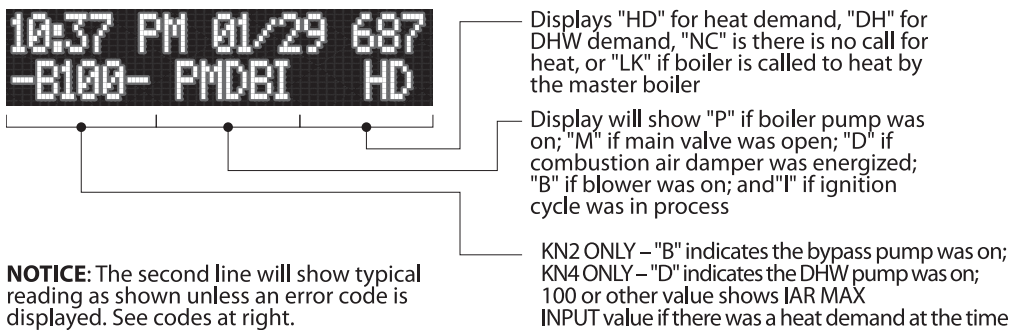 10:37 PM 01/29 687
-B100- PMDBI HD
Displays "HD" for heat demand, "DH" for
DHW demand, "NC" is there is no call for
heat, or "LK" if boiler is called to heat by
the master boiler
Display will show "P" if boiler pump was
on; "M" if main valve was open; "D" if
combustion air damper was energized;
"B" if blower was on; and"I" if ignition
cycle was in process
KN2 ONLY – "B" indicates the bypass pump was on;
KN4 ONLY – "D" indicates the DHW pump was on;
100 or other value shows IAR MAX
INPUT value if there was a heat demand at the time
NOTICE: The second line will show typical
reading as shown unless an error code is
displayed. See codes at right.